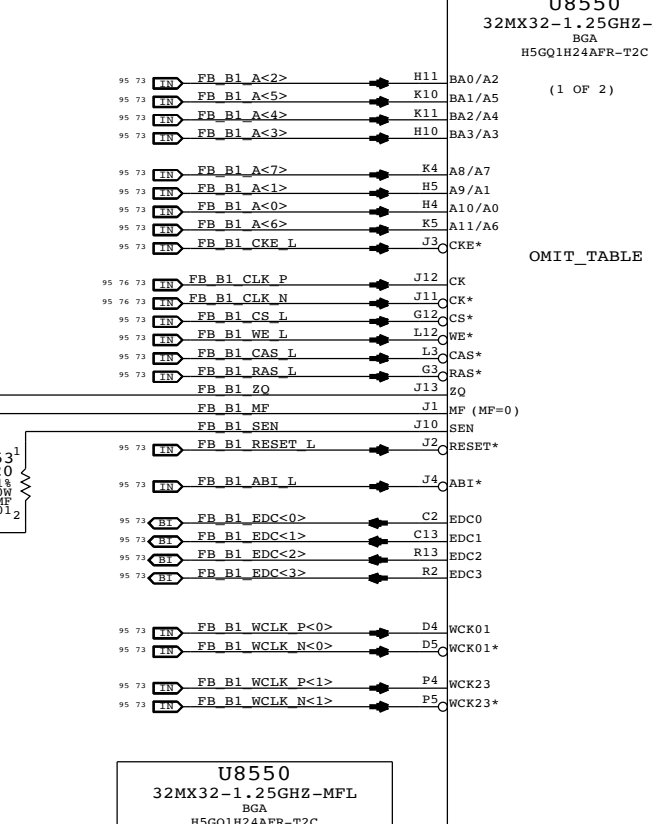 U8550
32MX32-1.25GHZ-
BGA
H5GQ1H24AFR-T2C
(1 OF 2)
95 73 IN FB_B1_A<2> H11 BA0/A2
95 73 IN FB_B1_A<5> K10 BA1/A5
95 73 IN FB_B1_A<4> K11 BA2/A4
95 73 IN FB_B1_A<3> H10 BA3/A3
95 73 IN FB_B1_A<7> K4 A8/A7
95 73 IN FB_B1_A<1> H5 A9/A1
95 73 IN FB_B1_A<0> H4 A10/A0
95 73 IN FB_B1_A<6> K5 A11/A6
95 73 IN FB_B1_CKE_L J3 CKE*
OMIT_TABLE
95 76 73 IN FB_B1_CLK_P J12 CK
95 76 73 IN FB_B1_CLK_N J11 CK*
95 73 IN FB_B1_CS_L G12 CS*
95 73 IN FB_B1_WE_L L12 WE*
95 73 IN FB_B1_CAS_L L3 CAS*
95 73 IN FB_B1_RAS_L G3 RAS*
FB_B1_ZQ J13 ZQ
FB_B1_MF J1 MF (MF=0)
FB_B1_SEN J10 SEN
95 73 IN FB_B1_RESET_L J2 RESET*
1
2
95 73 IN FB_B1_ABI_L J4 ABI*
95 73 BI FB_B1_EDC<0> C2 EDC0
95 73 BI FB_B1_EDC<1> C13 EDC1
95 73 BI FB_B1_EDC<2> R13 EDC2
95 73 BI FB_B1_EDC<3> R2 EDC3
95 73 IN FB_B1_WCLK_P<0> D4 WCK01
95 73 IN FB_B1_WCLK_N<0> D5 WCK01*
95 73 IN FB_B1_WCLK_P<1> P4 WCK23
95 73 IN FB_B1_WCLK_N<1> P5 WCK23*
U8550
32MX32-1.25GHZ-MFL
BGA
H5GQ1H24AFR-T2C